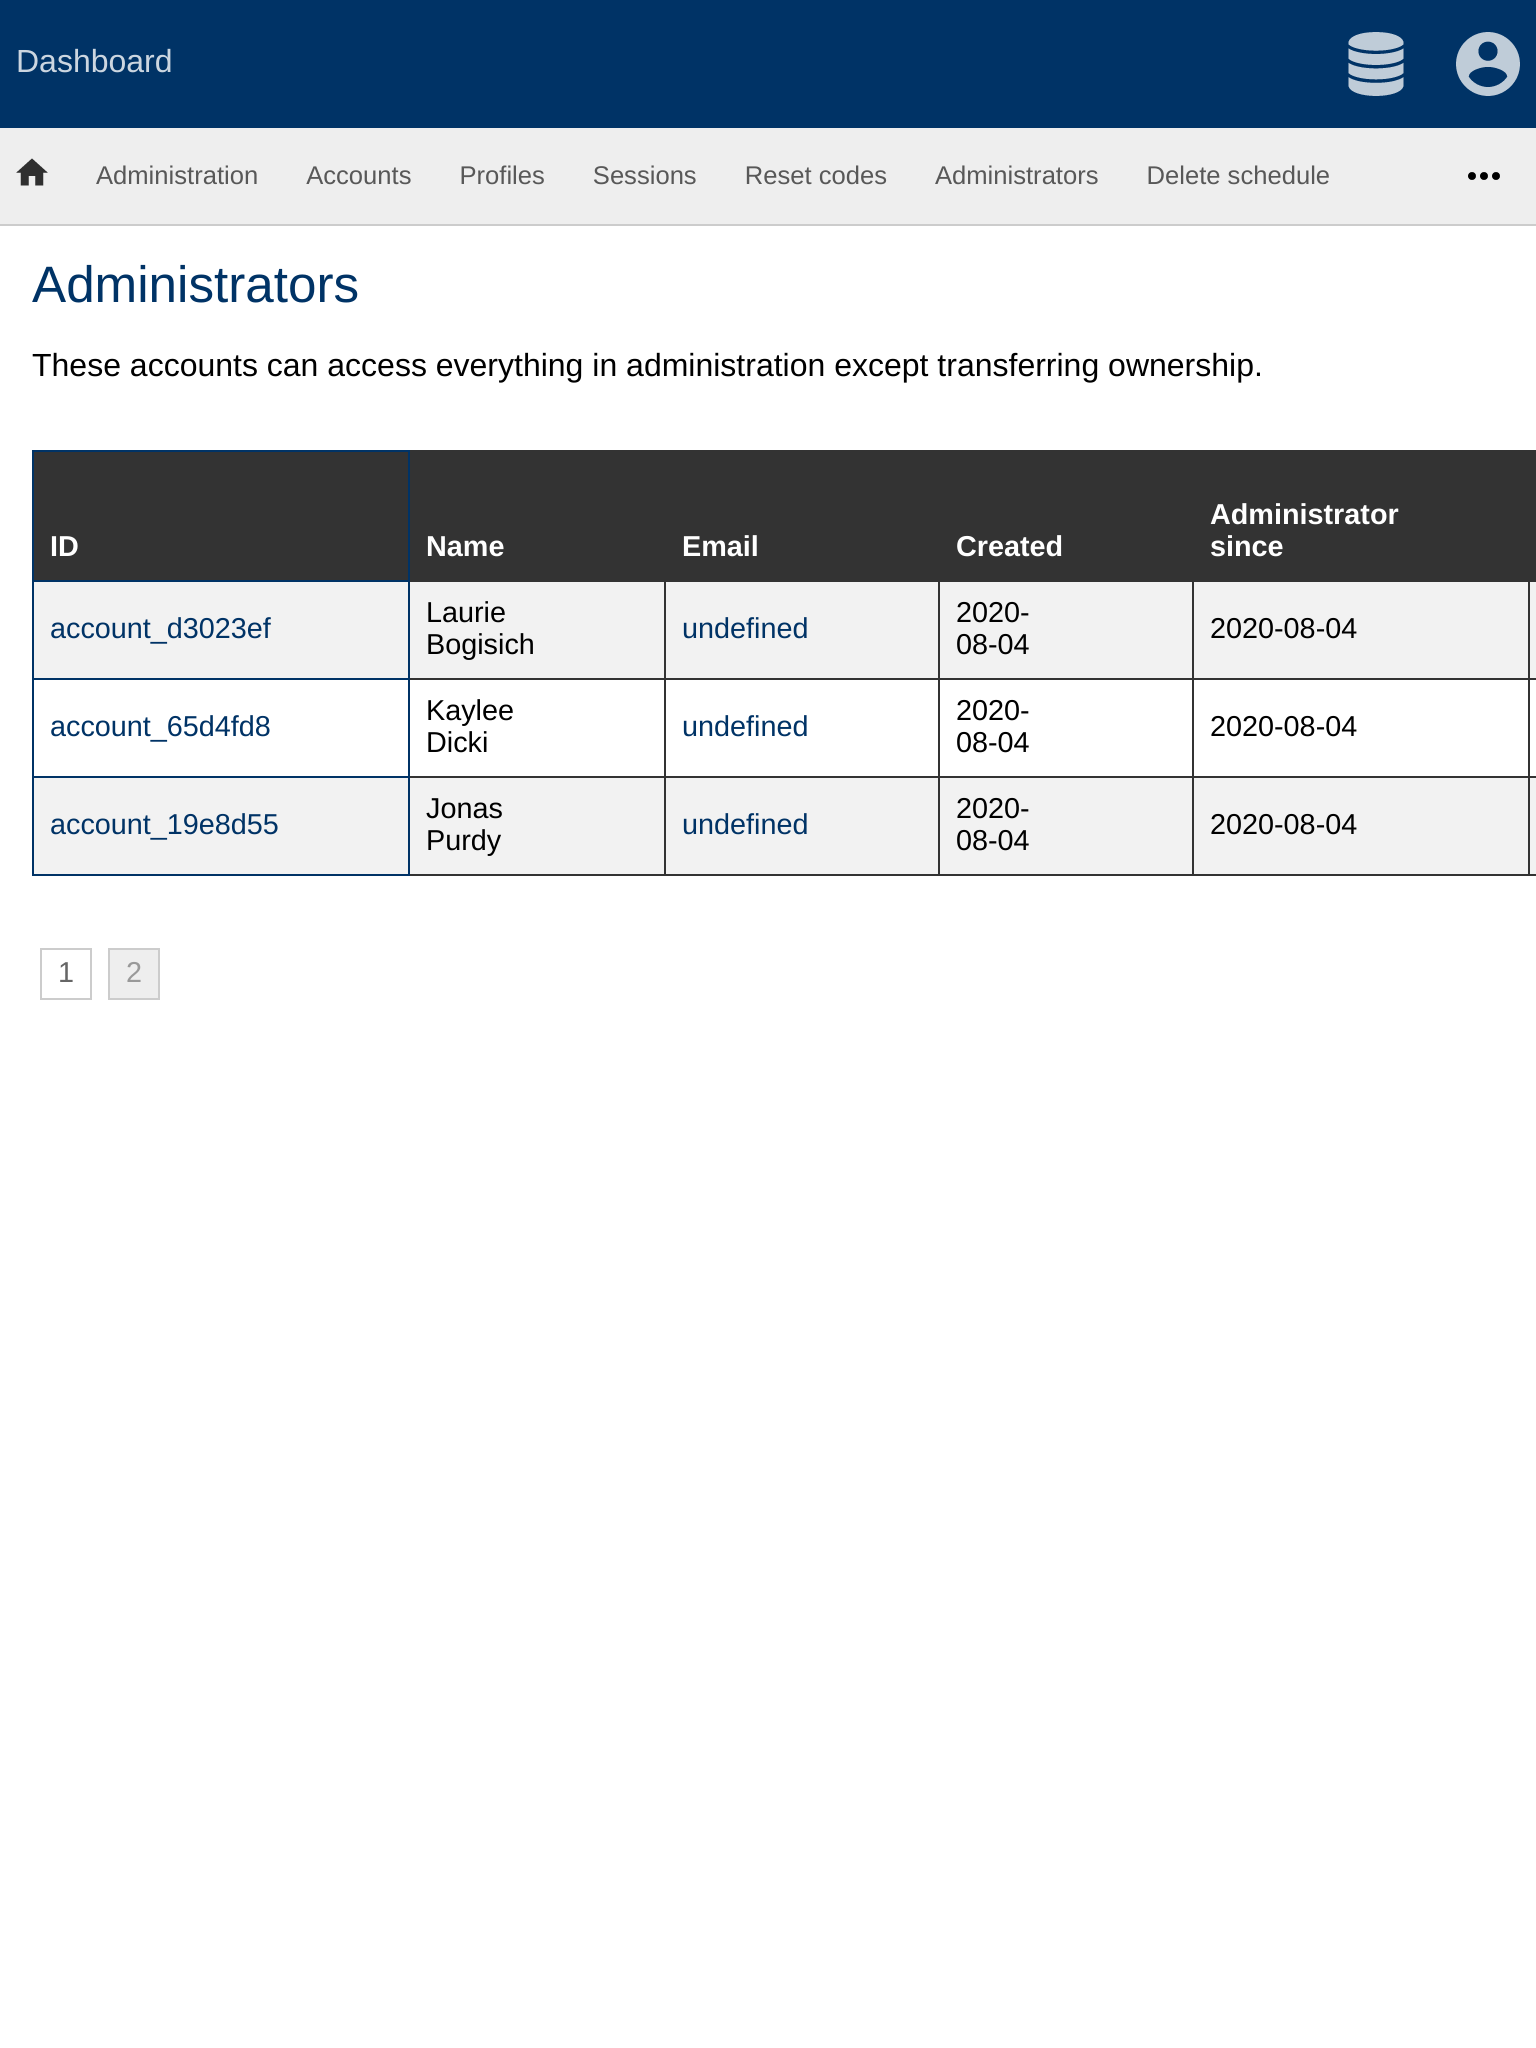 Dashboard
Administration Accounts Profiles Sessions Reset codes Administrators Delete schedule
Administrators
These accounts can access everything in administration except transferring ownership.
ID Name Email Created Administrator since
account_d3023ef Laurie Bogisich undefined 2020-08-04 2020-08-04
account_65d4fd8 Kaylee Dicki undefined 2020-08-04 2020-08-04
account_19e8d55 Jonas Purdy undefined 2020-08-04 2020-08-04
1 2